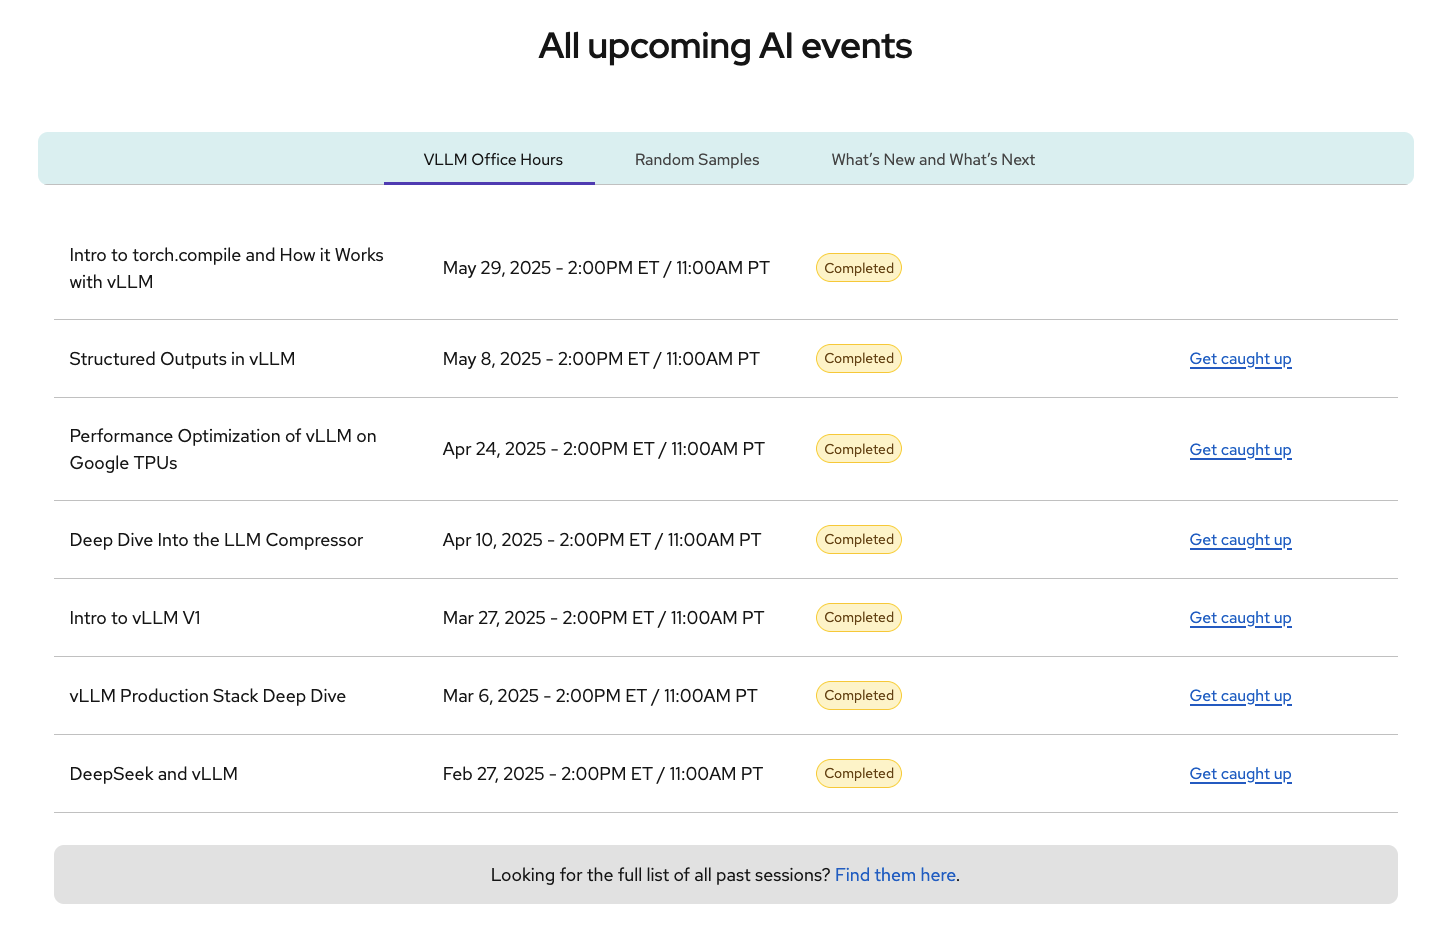 All upcoming AI events
VLLM Office Hours
Random Samples
What's New and What's Next
Intro to torch.compile and How it Works
with vLLM
May 29, 2025 - 2:00PM ET / 11:00AM PT
Completed
Structured Outputs in vLLM
May 8, 2025 - 2:00PM ET / 11:00AM PT
Completed
Get caught up
Performance Optimization of vLLM on
Google TPUs
Apr 24, 2025 - 2:00PM ET / 11:00AM PT
Completed
Get caught up
Deep Dive Into the LLM Compressor
Apr 10, 2025 - 2:00PM ET / 11:00AM PT
Completed
Get caught up
Intro to vLLM V1
Mar 27, 2025 - 2:00PM ET / 11:00AM PT
Completed
Get caught up
vLLM Production Stack Deep Dive
Mar 6, 2025 - 2:00PM ET / 11:00AM PT
Completed
Get caught up
DeepSeek and vLLM
Feb 27, 2025 - 2:00PM ET / 11:00AM PT
Completed
Get caught up
Looking for the full list of all past sessions? Find them here.